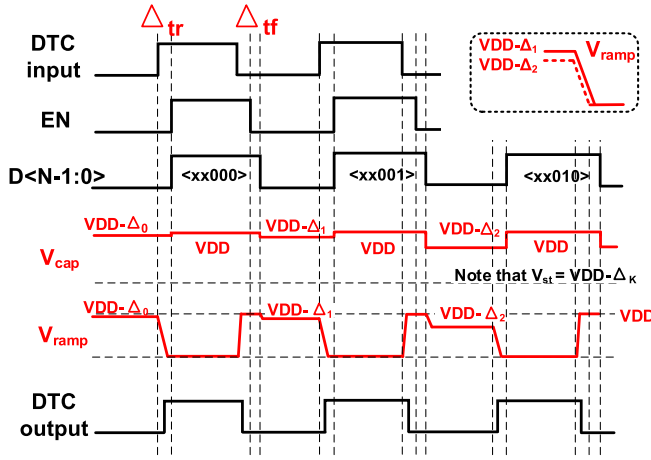 Δtr Δtf
DTC input
VDD-Δ1
VDD-Δ2
Vramp
EN
D<N-1:0>
<xx000> <xx001> <xx010>
VDD-Δ0 VDD-Δ1 VDD-Δ2
Vcap
VDD VDD VDD
Note that Vst = VDD-ΔK
VDD-Δ0 VDD-Δ1 VDD-Δ2 VDD
Vramp
DTC output